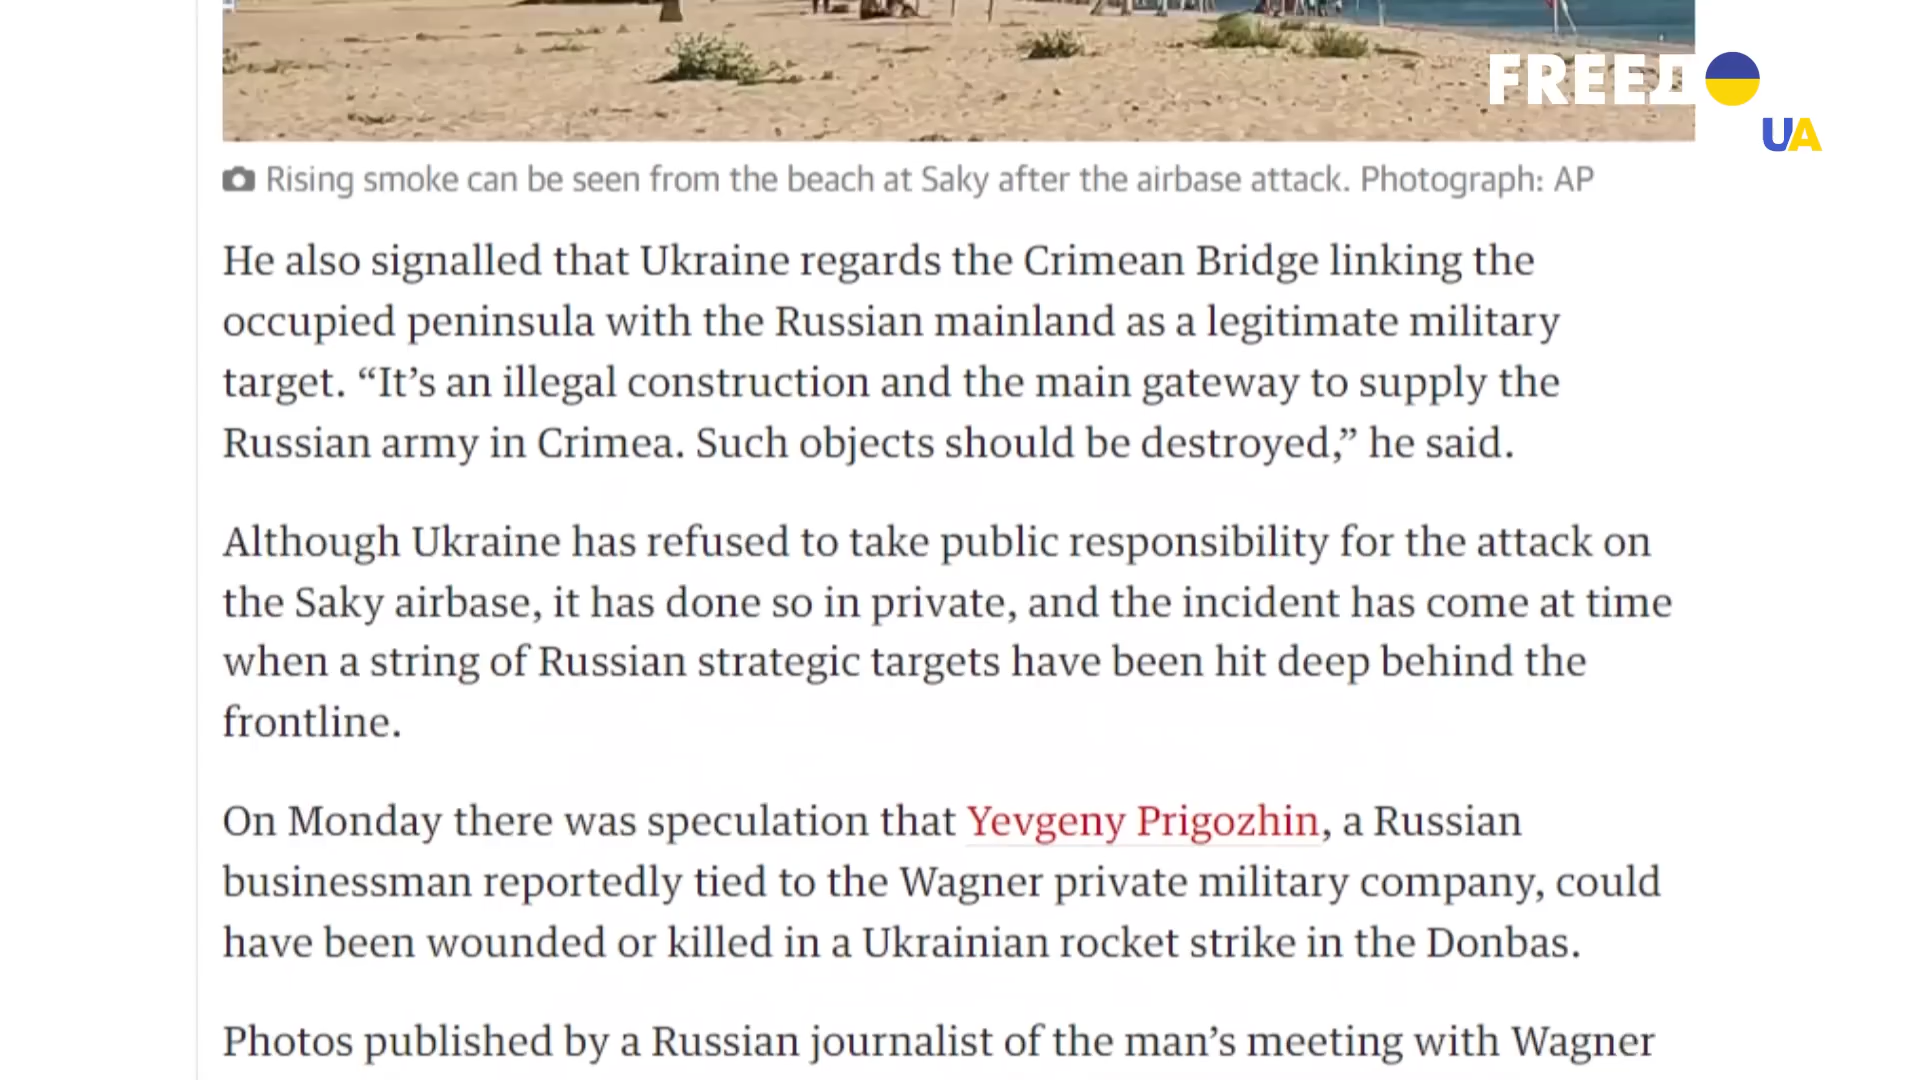 FREEДO
UA
Rising smoke can be seen from the beach at Saky after the airbase attack. Photograph: AP
He also signalled that Ukraine regards the Crimean Bridge linking the
occupied peninsula with the Russian mainland as a legitimate military
target. “It’s an illegal construction and the main gateway to supply the
Russian army in Crimea. Such objects should be destroyed,” he said.
Although Ukraine has refused to take public responsibility for the attack on
the Saky airbase, it has done so in private, and the incident has come at time
when a string of Russian strategic targets have been hit deep behind the
frontline.
On Monday there was speculation that Yevgeny Prigozhin, a Russian
businessman reportedly tied to the Wagner private military company, could
have been wounded or killed in a Ukrainian rocket strike in the Donbas.
Photos published by a Russian journalist of the man’s meeting with Wagner